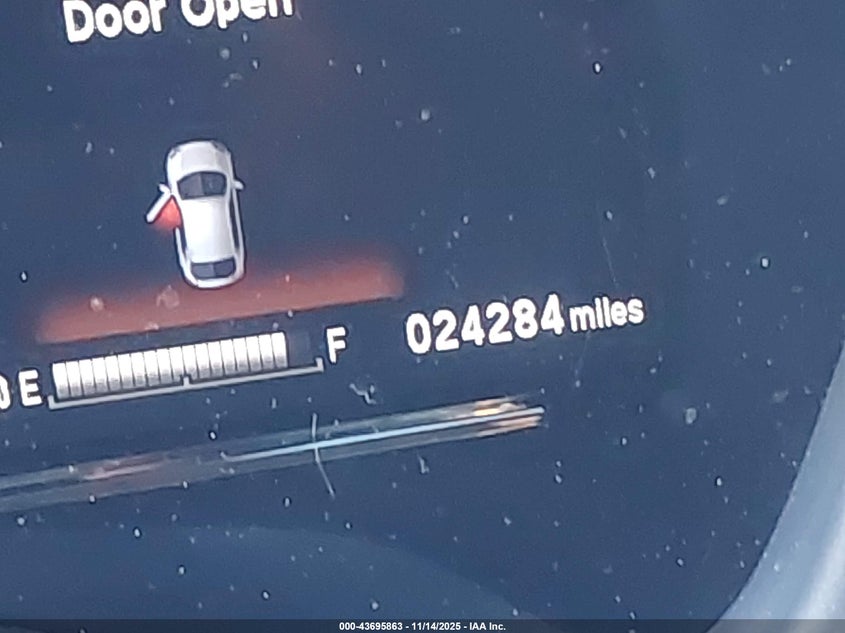 Door Open
024284 miles
E F
000-43695863 - 11/14/2025 - IAA Inc.